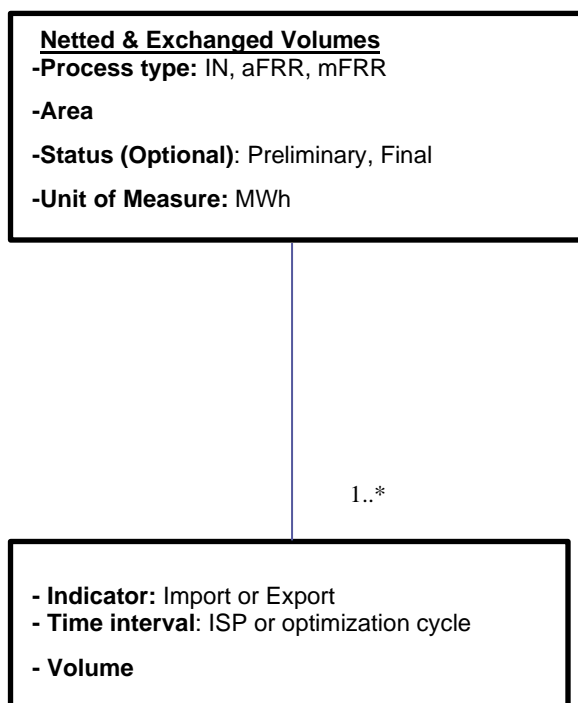 Netted & Exchanged Volumes
-Process type: IN, aFRR, mFRR
-Area
-Status (Optional): Preliminary, Final
-Unit of Measure: MWh
1..*
- Indicator: Import or Export
- Time interval: ISP or optimization cycle
- Volume